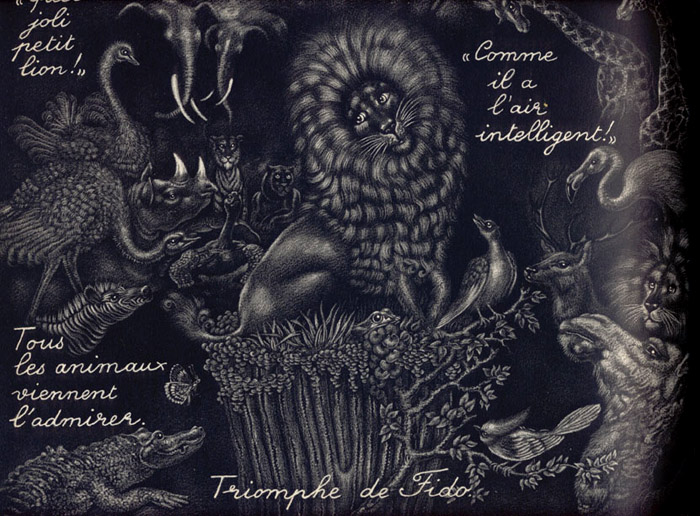 joli
petit
lion!»
«Comme
il a
l'air
intelligent!»
Tous
les animaux
viennent
l'admirer.
Triomphe de Fido.